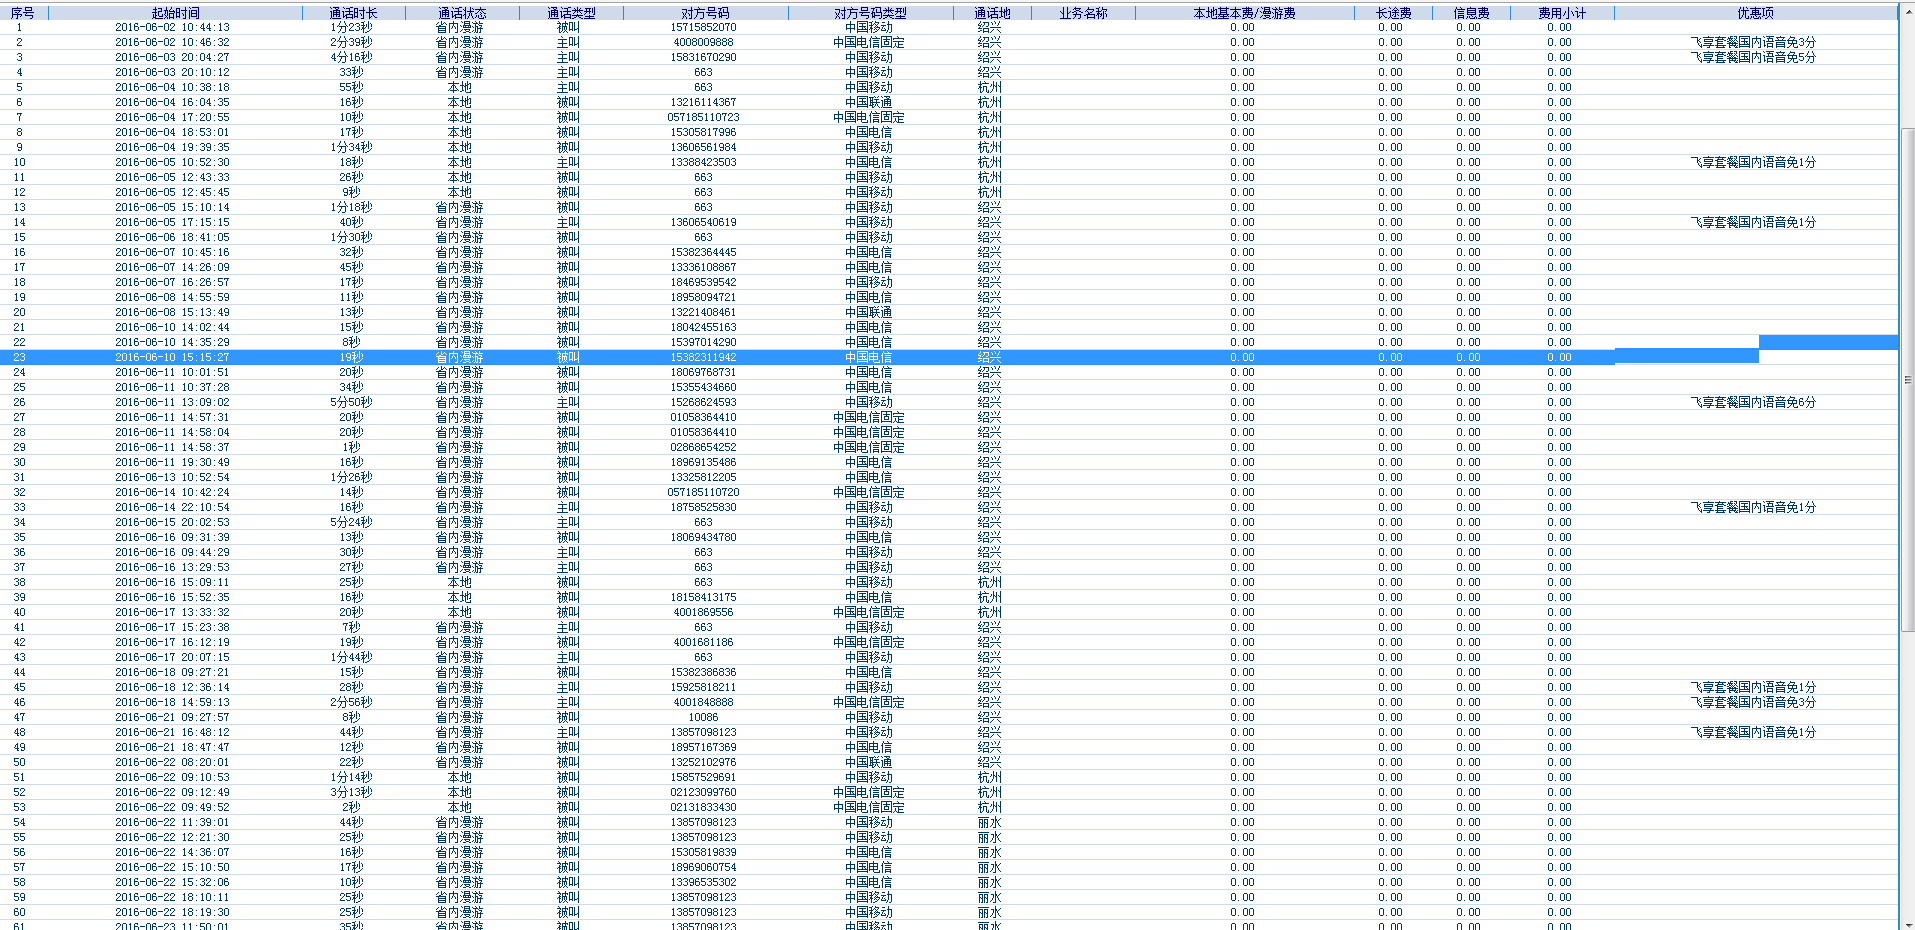 序号 起始时间 通话时长 通话状态 通话类型 对方号码 对方号码类型 通话地 业务名称 本地基本费/漫游费 长途费 信息费 费用小计 优惠项
1 2016-06-02 10:44:13 1分23秒 省内漫游 被叫 15715852070 中国移动 绍兴 0.00 0.00 0.00 0.00
2 2016-06-02 10:46:32 2分39秒 省内漫游 主叫 4008009888 中国电信固定 绍兴 0.00 0.00 0.00 0.00 飞享套餐国内语音免3分
3 2016-06-03 20:04:27 4分16秒 省内漫游 主叫 15831670290 中国移动 绍兴 0.00 0.00 0.00 0.00 飞享套餐国内语音免5分
4 2016-06-03 20:10:12 33秒 省内漫游 主叫 663 中国移动 绍兴 0.00 0.00 0.00 0.00
5 2016-06-04 10:38:18 55秒 本地 主叫 663 中国移动 杭州 0.00 0.00 0.00 0.00
6 2016-06-04 16:04:35 16秒 本地 被叫 13216114367 中国联通 杭州 0.00 0.00 0.00 0.00
7 2016-06-04 17:20:55 10秒 本地 被叫 057185110723 中国电信固定 杭州 0.00 0.00 0.00 0.00
8 2016-06-04 18:53:01 17秒 本地 被叫 15305817996 中国电信 杭州 0.00 0.00 0.00 0.00
9 2016-06-04 19:39:35 1分34秒 本地 被叫 13606561984 中国移动 杭州 0.00 0.00 0.00 0.00
10 2016-06-05 10:52:30 18秒 本地 主叫 13388423503 中国电信 杭州 0.00 0.00 0.00 0.00 飞享套餐国内语音免1分
11 2016-06-05 12:43:33 26秒 本地 被叫 663 中国移动 杭州 0.00 0.00 0.00 0.00
12 2016-06-05 12:45:45 9秒 本地 被叫 663 中国移动 杭州 0.00 0.00 0.00 0.00
13 2016-06-05 15:10:14 1分18秒 省内漫游 被叫 663 中国移动 绍兴 0.00 0.00 0.00 0.00
14 2016-06-05 17:15:15 40秒 省内漫游 主叫 13606540619 中国移动 绍兴 0.00 0.00 0.00 0.00 飞享套餐国内语音免1分
15 2016-06-06 18:41:05 1分30秒 省内漫游 被叫 663 中国移动 绍兴 0.00 0.00 0.00 0.00
16 2016-06-07 10:45:16 32秒 省内漫游 被叫 15382364445 中国电信 绍兴 0.00 0.00 0.00 0.00
17 2016-06-07 14:26:09 45秒 省内漫游 被叫 13336108867 中国电信 绍兴 0.00 0.00 0.00 0.00
18 2016-06-07 16:26:57 17秒 省内漫游 被叫 18469539542 中国移动 绍兴 0.00 0.00 0.00 0.00
19 2016-06-08 14:55:59 11秒 省内漫游 被叫 18958094721 中国电信 绍兴 0.00 0.00 0.00 0.00
20 2016-06-08 15:13:49 13秒 省内漫游 被叫 13221408461 中国联通 绍兴 0.00 0.00 0.00 0.00
21 2016-06-10 14:02:44 15秒 省内漫游 被叫 18042455163 中国电信 绍兴 0.00 0.00 0.00 0.00
22 2016-06-10 14:35:29 8秒 省内漫游 被叫 15397014290 中国电信 绍兴 0.00 0.00 0.00 0.00
23 2016-06-10 15:15:27 19秒 省内漫游 被叫 15382311942 中国电信 绍兴 0.00 0.00 0.00 0.00
24 2016-06-11 10:01:51 20秒 省内漫游 被叫 18069768731 中国电信 绍兴 0.00 0.00 0.00 0.00
25 2016-06-11 10:37:28 34秒 省内漫游 被叫 15355434660 中国电信 绍兴 0.00 0.00 0.00 0.00
26 2016-06-11 13:09:02 5分50秒 省内漫游 主叫 15268624593 中国移动 绍兴 0.00 0.00 0.00 0.00 飞享套餐国内语音免6分
27 2016-06-11 14:57:31 20秒 省内漫游 被叫 01058364410 中国电信固定 绍兴 0.00 0.00 0.00 0.00
28 2016-06-11 14:58:04 20秒 省内漫游 被叫 01058364410 中国电信固定 绍兴 0.00 0.00 0.00 0.00
29 2016-06-11 14:58:37 1秒 省内漫游 被叫 02868654252 中国电信固定 绍兴 0.00 0.00 0.00 0.00
30 2016-06-11 19:30:49 16秒 省内漫游 被叫 18969135486 中国电信 绍兴 0.00 0.00 0.00 0.00
31 2016-06-13 10:52:54 1分26秒 省内漫游 被叫 13325812205 中国电信 绍兴 0.00 0.00 0.00 0.00
32 2016-06-14 10:42:24 14秒 省内漫游 被叫 057185110720 中国电信固定 绍兴 0.00 0.00 0.00 0.00
33 2016-06-14 22:10:54 16秒 省内漫游 主叫 18758525830 中国移动 绍兴 0.00 0.00 0.00 0.00 飞享套餐国内语音免1分
34 2016-06-15 20:02:53 5分24秒 省内漫游 主叫 663 中国移动 绍兴 0.00 0.00 0.00 0.00
35 2016-06-16 09:31:39 13秒 省内漫游 被叫 18069434780 中国电信 绍兴 0.00 0.00 0.00 0.00
36 2016-06-16 09:44:29 30秒 省内漫游 主叫 663 中国移动 绍兴 0.00 0.00 0.00 0.00
37 2016-06-16 13:29:53 27秒 省内漫游 主叫 663 中国移动 绍兴 0.00 0.00 0.00 0.00
38 2016-06-16 15:09:11 25秒 本地 被叫 663 中国移动 杭州 0.00 0.00 0.00 0.00
39 2016-06-16 15:52:35 16秒 本地 被叫 18158413175 中国电信 杭州 0.00 0.00 0.00 0.00
40 2016-06-17 13:33:32 20秒 本地 被叫 4001869556 中国电信固定 杭州 0.00 0.00 0.00 0.00
41 2016-06-17 15:23:38 7秒 省内漫游 主叫 663 中国移动 绍兴 0.00 0.00 0.00 0.00
42 2016-06-17 16:12:19 19秒 省内漫游 被叫 4001681186 中国电信固定 绍兴 0.00 0.00 0.00 0.00
43 2016-06-17 20:07:15 1分44秒 省内漫游 主叫 663 中国移动 绍兴 0.00 0.00 0.00 0.00
44 2016-06-18 09:27:21 15秒 省内漫游 被叫 15382386836 中国电信 绍兴 0.00 0.00 0.00 0.00
45 2016-06-18 12:36:14 28秒 省内漫游 主叫 15925818211 中国移动 绍兴 0.00 0.00 0.00 0.00 飞享套餐国内语音免1分
46 2016-06-18 14:59:13 2分56秒 省内漫游 主叫 4001848888 中国电信固定 绍兴 0.00 0.00 0.00 0.00 飞享套餐国内语音免3分
47 2016-06-21 09:27:57 8秒 省内漫游 被叫 10086 中国移动 绍兴 0.00 0.00 0.00 0.00
48 2016-06-21 16:48:12 44秒 省内漫游 主叫 13857098123 中国移动 绍兴 0.00 0.00 0.00 0.00 飞享套餐国内语音免1分
49 2016-06-21 18:47:47 12秒 省内漫游 被叫 18957167369 中国电信 绍兴 0.00 0.00 0.00 0.00
50 2016-06-22 08:20:01 22秒 省内漫游 被叫 13252102976 中国联通 绍兴 0.00 0.00 0.00 0.00
51 2016-06-22 09:10:53 1分14秒 本地 被叫 15857529691 中国移动 杭州 0.00 0.00 0.00 0.00
52 2016-06-22 09:12:49 3分13秒 本地 被叫 02123099760 中国电信固定 杭州 0.00 0.00 0.00 0.00
53 2016-06-22 09:49:52 2秒 本地 被叫 02131833430 中国电信固定 杭州 0.00 0.00 0.00 0.00
54 2016-06-22 11:39:01 44秒 省内漫游 被叫 13857098123 中国移动 丽水 0.00 0.00 0.00 0.00
55 2016-06-22 12:21:30 25秒 省内漫游 被叫 13857098123 中国移动 丽水 0.00 0.00 0.00 0.00
56 2016-06-22 14:36:07 16秒 省内漫游 被叫 15305819839 中国电信 丽水 0.00 0.00 0.00 0.00
57 2016-06-22 15:10:50 17秒 省内漫游 被叫 18969060754 中国电信 丽水 0.00 0.00 0.00 0.00
58 2016-06-22 15:32:06 10秒 省内漫游 被叫 13396535302 中国电信 丽水 0.00 0.00 0.00 0.00
59 2016-06-22 18:10:11 25秒 省内漫游 被叫 13857098123 中国移动 丽水 0.00 0.00 0.00 0.00
60 2016-06-22 18:19:30 25秒 省内漫游 被叫 13857098123 中国移动 丽水 0.00 0.00 0.00 0.00
61 2016-06-23 11:50:01 35秒 省内漫游 被叫 13857098123 中国移动 丽水 0.00 0.00 0.00 0.00